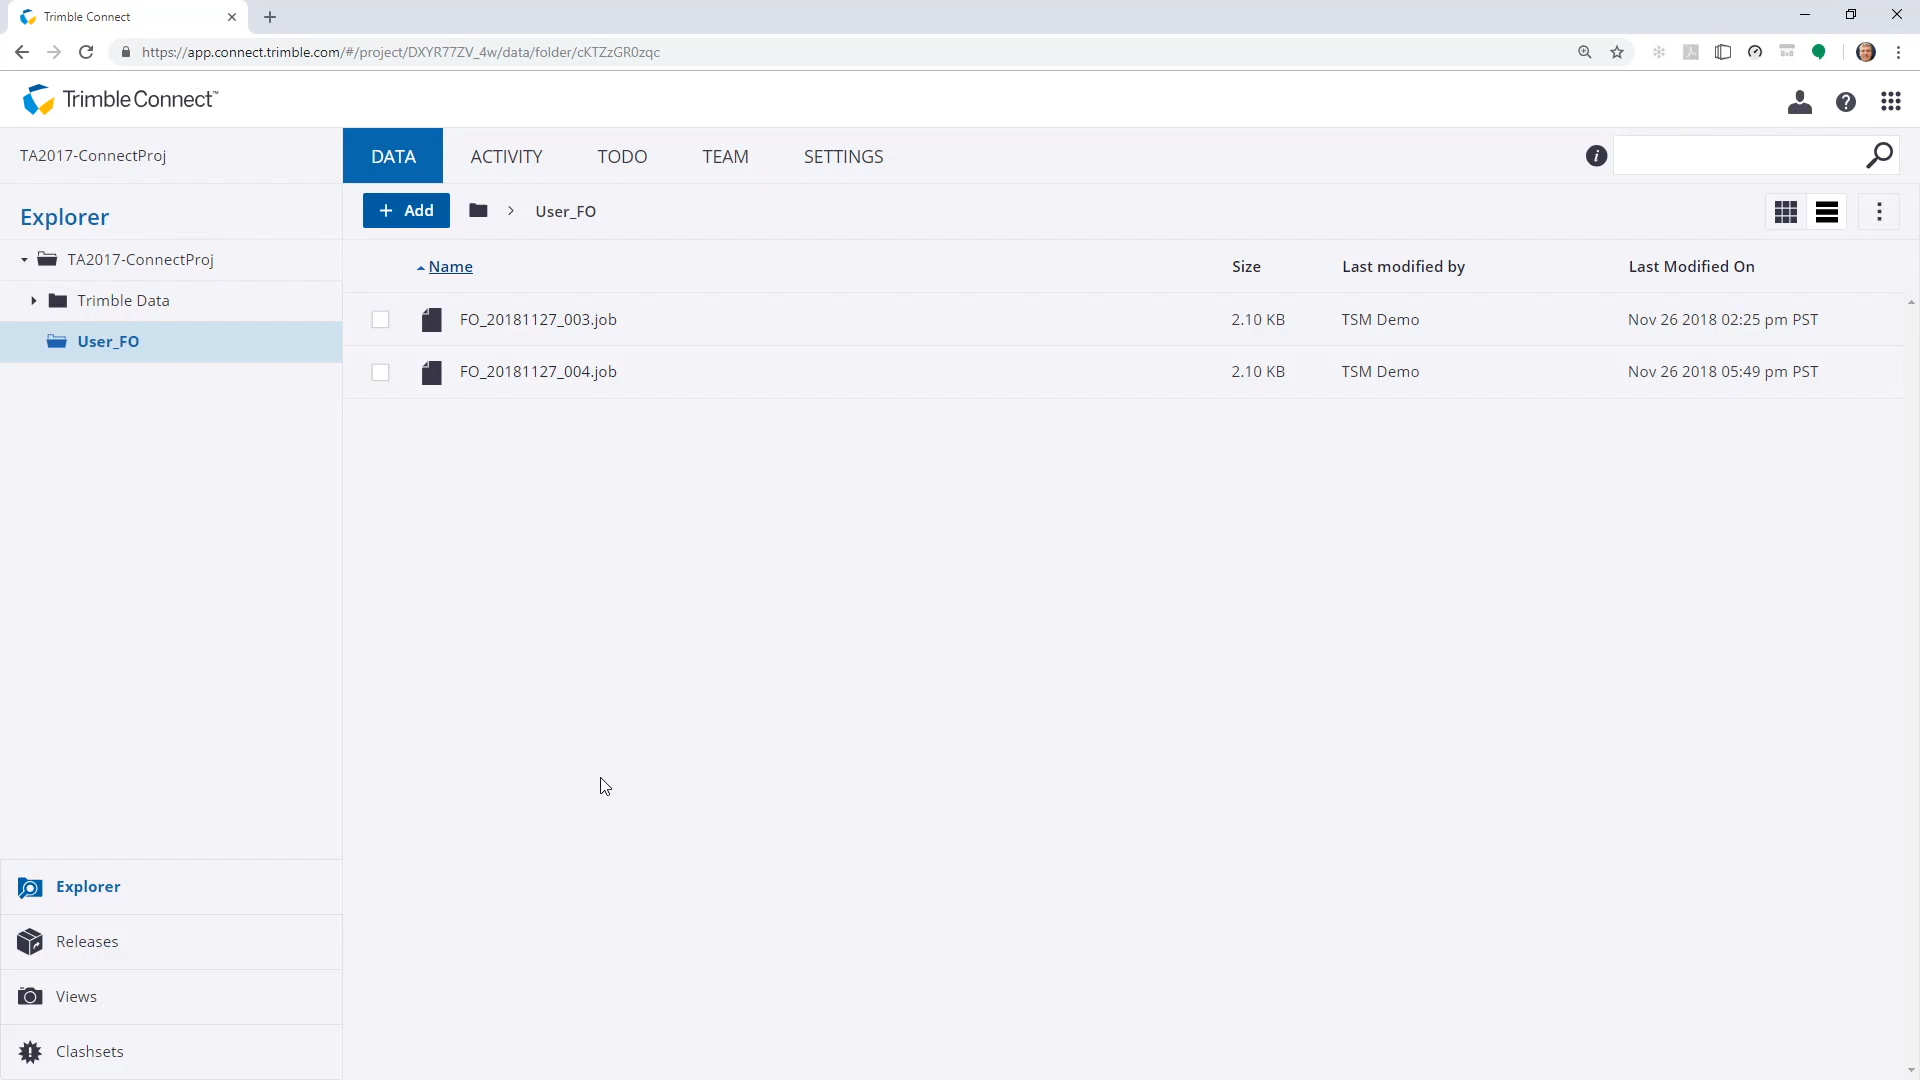 Trimble Connect
https://app.connect.trimble.com/#/project/DXYR77ZV_4w/data/folder/cKTZzGR0zqc
Trimble Connect™
TA2017-ConnectProj
DATA
ACTIVITY
TODO
TEAM
SETTINGS
Explorer
+ Add
> User_FO
TA2017-ConnectProj
Trimble Data
User_FO
Name
Size
Last modified by
Last Modified On
FO_20181127_003.job
2.10 KB
TSM Demo
Nov 26 2018 02:25 pm PST
FO_20181127_004.job
2.10 KB
TSM Demo
Nov 26 2018 05:49 pm PST
Explorer
Releases
Views
Clashsets